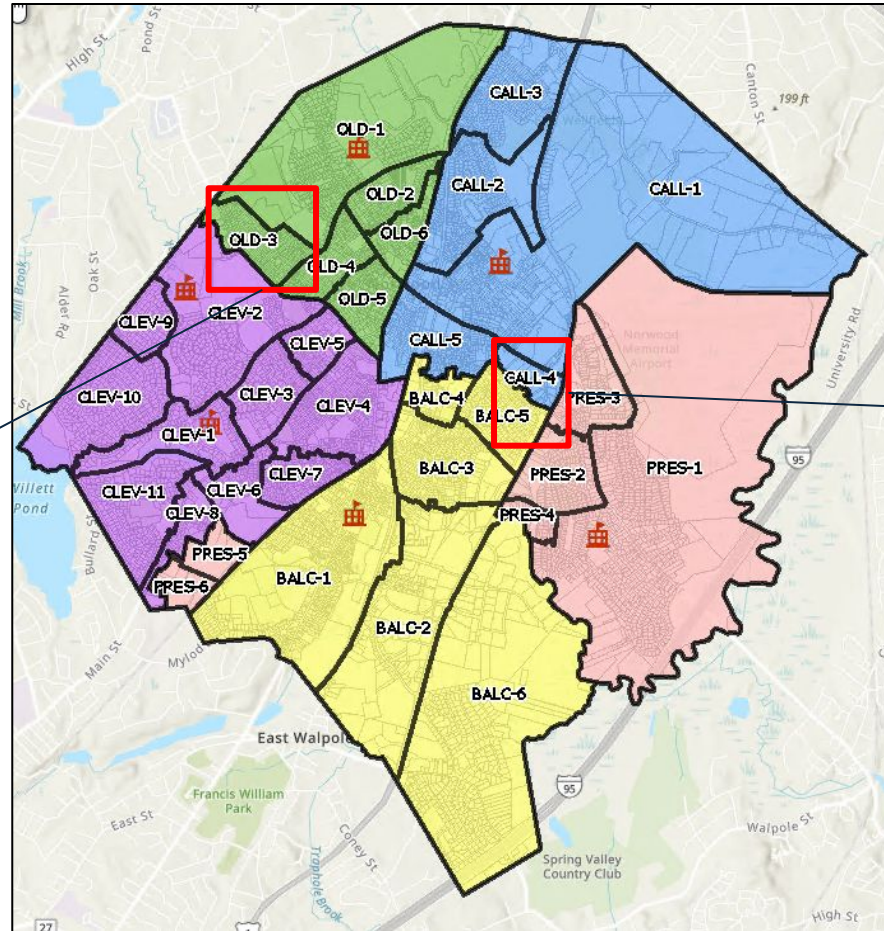 High St
Pond St
Canton St
199 ft
CALL-3
OLD-1
CALL-2
CALL-1
OLD-2
OLD-6
OLD-3
OLD-4
OLD-5
Mill Brook
Oak St
Alder Rd
CLEV-2
CLEV-9
CLEV-5
CALL-5
CALL-4
Norwood
Memorial
Airport
University Rd
CLEV-10
CLEV-3
CLEV-4
BALC-4
BALC-5
PRES-3
CLEV-1
95
CLEV-11
CLEV-6
CLEV-7
BALC-3
PRES-2
PRES-1
Willett
Pond
Bullard St
CLEV-8
PRES-4
PRES-5
PRES-6
BALC-1
BALC-2
BALC-6
Main St
Mylod
East Walpole
Francis William
Park
East St
Coney St
Traphole Brook
95
Walpole St
Spring Valley
Country Club
High St
27